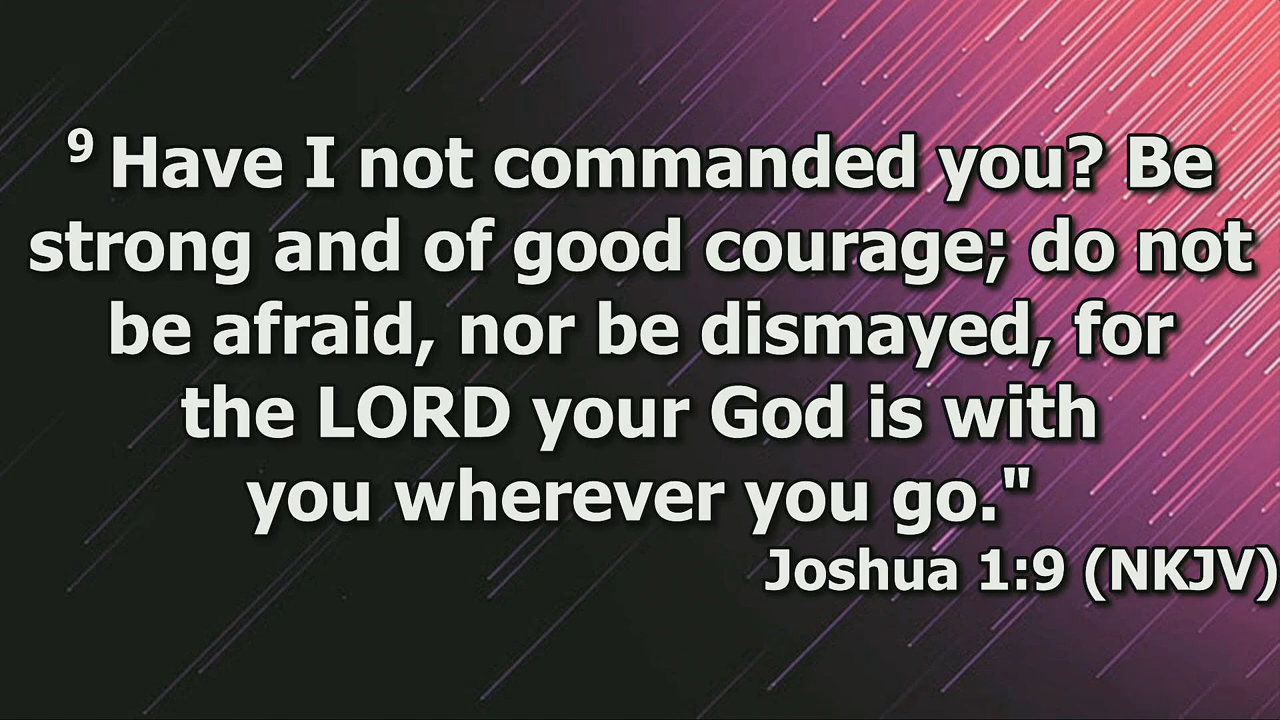 9 Have I not commanded you? Be
strong and of good courage; do not
be afraid, nor be dismayed, for
the LORD your God is with
you wherever you go."
Joshua 1:9 (NKJV)